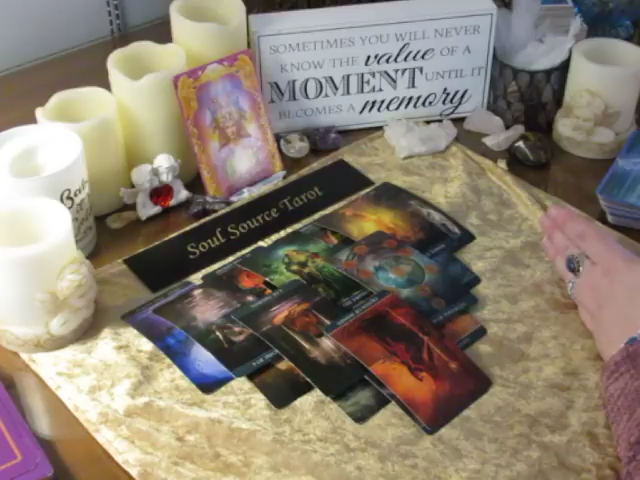 SOMETIMES YOU WILL NEVER
KNOW THE value OF A
MOMENT UNTIL IT
BECOMES A memory
Soul Source Tarot